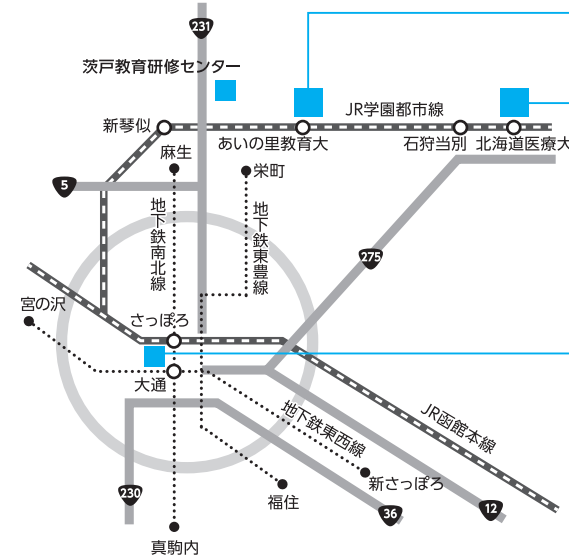 231
茨戸教育研修センター
JR学園都市線
新琴似
あいの里教育大
石狩当別
北海道医療大
麻生
栄町
5
地下鉄南北線
地下鉄東豊線
275
宮の沢
さっぽろ
大通
地下鉄東西線
JR函館本線
新さっぽろ
230
福住
36
12
真駒内